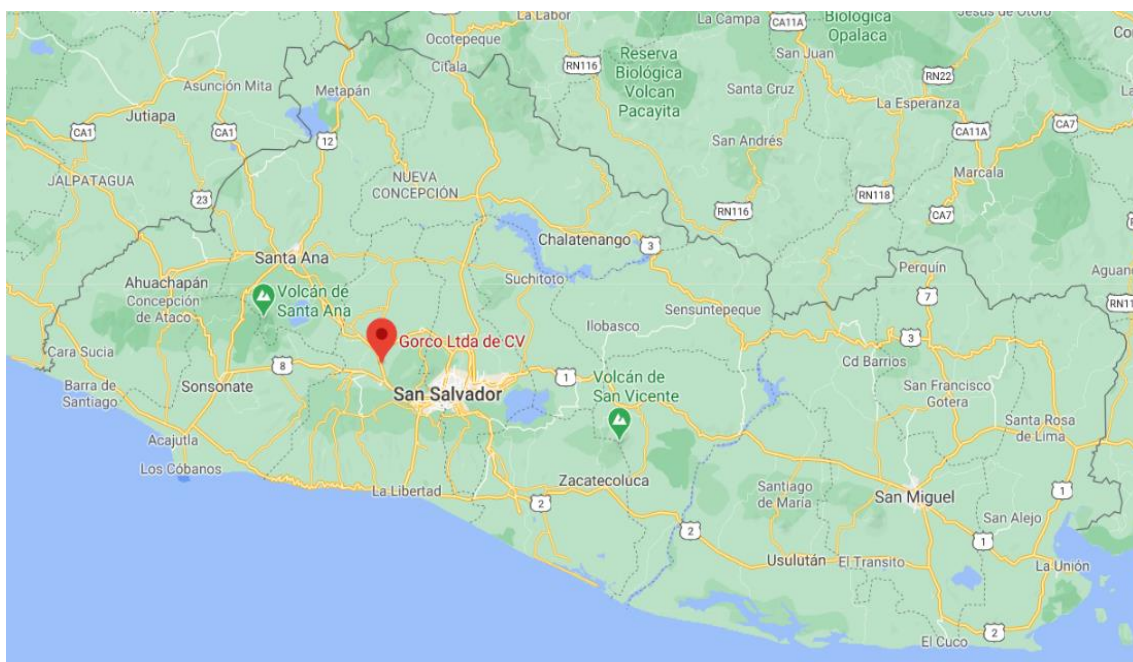 La Labor
La Campa
CA11A
Biológica
Opalaca
Jesús de Otoro
Ocotepeque
San Juan
Citala
RN116
Reserva
Biológica
Volcan
Pacayita
RN22
Asunción Mita
Metapán
Santa Cruz
La Esperanza
Jutiapa
CA1
CA1
12
San Andrés
CA11A
CA7
Marcala
JALPATAGUA
23
NUEVA
CONCEPCIÓN
RN116
RN118
CA7
Chalatenango
3
Santa Ana
Perquín
Ahuachapán
Concepción
de Ataco
Volcán de
Santa Ana
Suchitoto
Sensuntepeque
7
RN11
Ilobasco
Gorco Ltda de CV
3
Cara Sucia
8
Cd Barrios
Barra de
Santiago
Sonsonate
San Salvador
1
Volcán de
San Vicente
San Francisco
Gotera
Santa Rosa
de Lima
Acajutla
Los Cóbanos
La Libertad
Zacatecoluca
Santiago
de María
San Miguel
1
2
San Alejo
2
1
Usulután
El Transito
La Unión
El Cuco
2